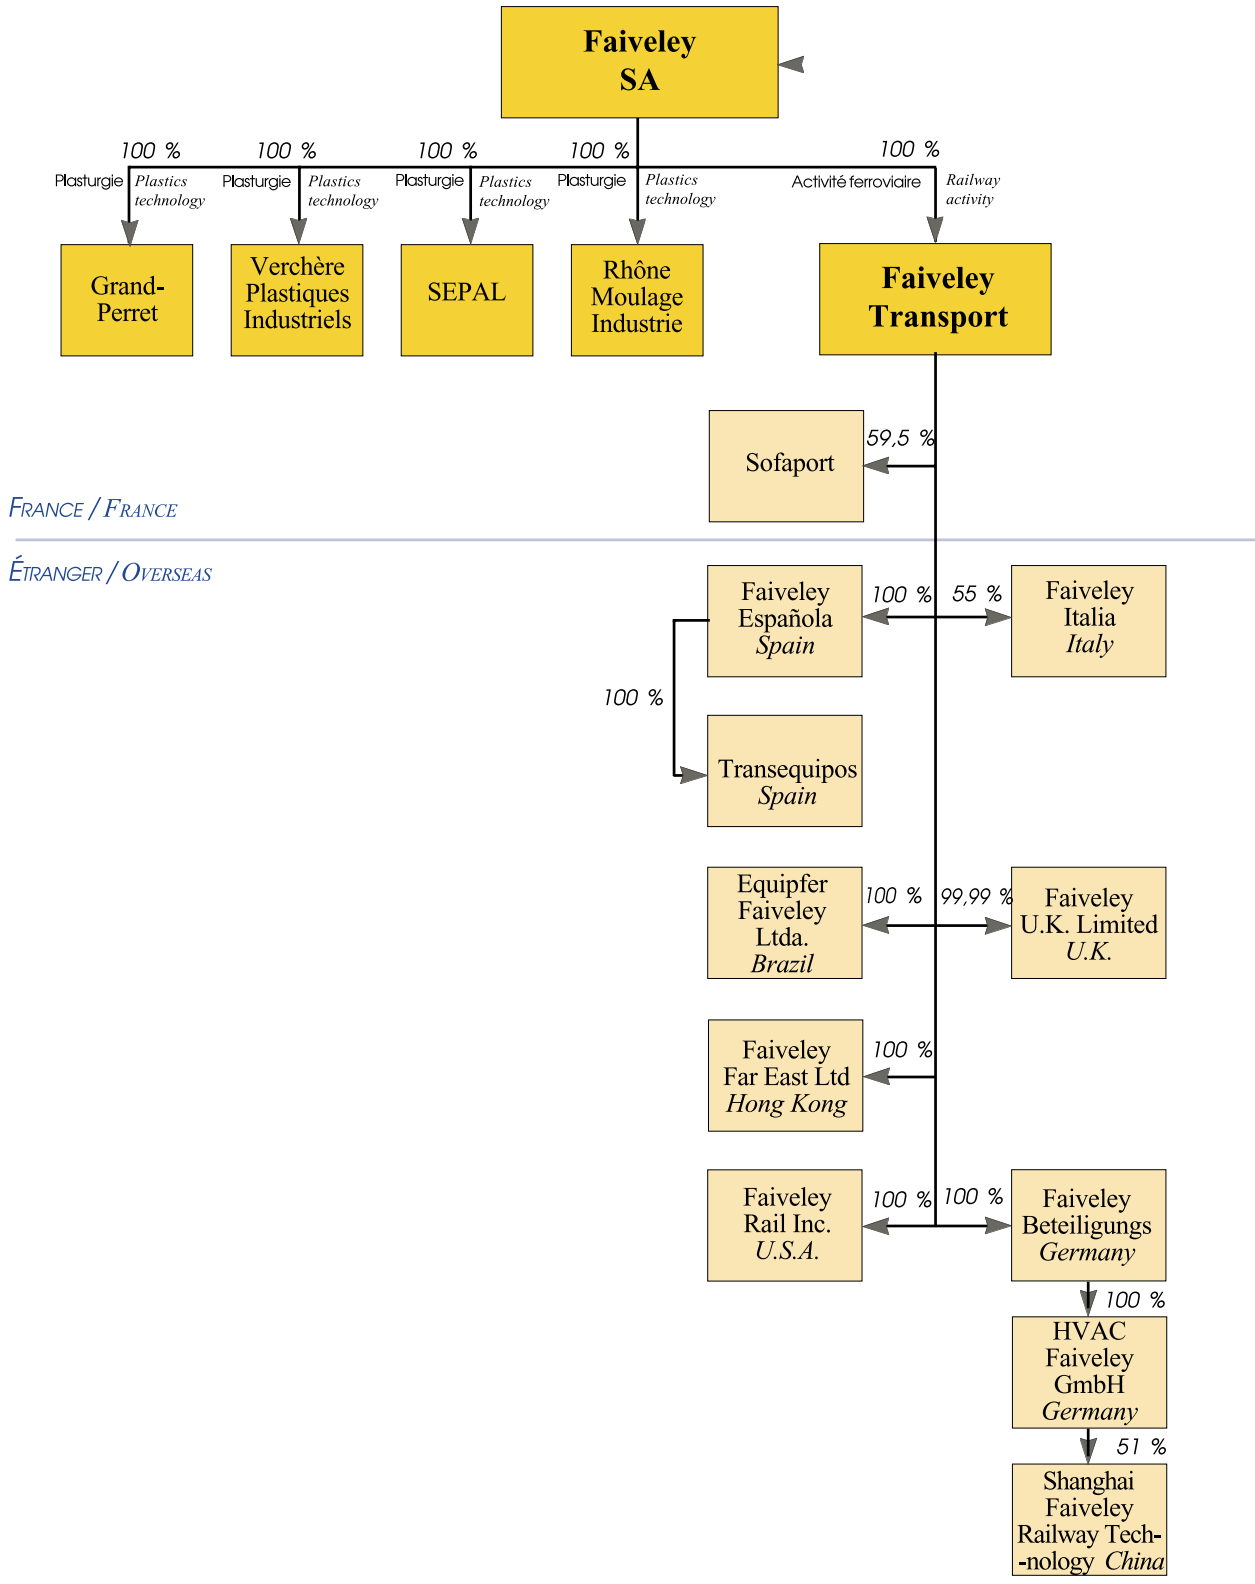 Faiveley
SA
100 %
100 %
100 %
100 %
100 %
Plasturgie
Plastics
technology
Plasturgie
Plastics
technology
Plasturgie
Plastics
technology
Plasturgie
Plastics
technology
Activité ferroviaire
Railway
activity
Grand-
Perret
Verchère
Plastiques
Industriels
SEPAL
Rhône
Moulage
Industrie
Faiveley
Transport
59,5 %
Sofaport
FRANCE / FRANCE
ÉTRANGER / OVERSEAS
Faiveley
Española
Spain
100 %
55 %
Faiveley
Italia
Italy
100 %
Transequipos
Spain
Equipfer
Faiveley
Ltda.
Brazil
100 %
99,99 %
Faiveley
U.K. Limited
U.K.
Faiveley
Far East Ltd
Hong Kong
100 %
Faiveley
Rail Inc.
U.S.A.
100 %
100 %
Faiveley
Beteiligungs
Germany
100 %
HVAC
Faiveley
GmbH
Germany
51 %
Shanghai
Faiveley
Railway Tech-
-nology China